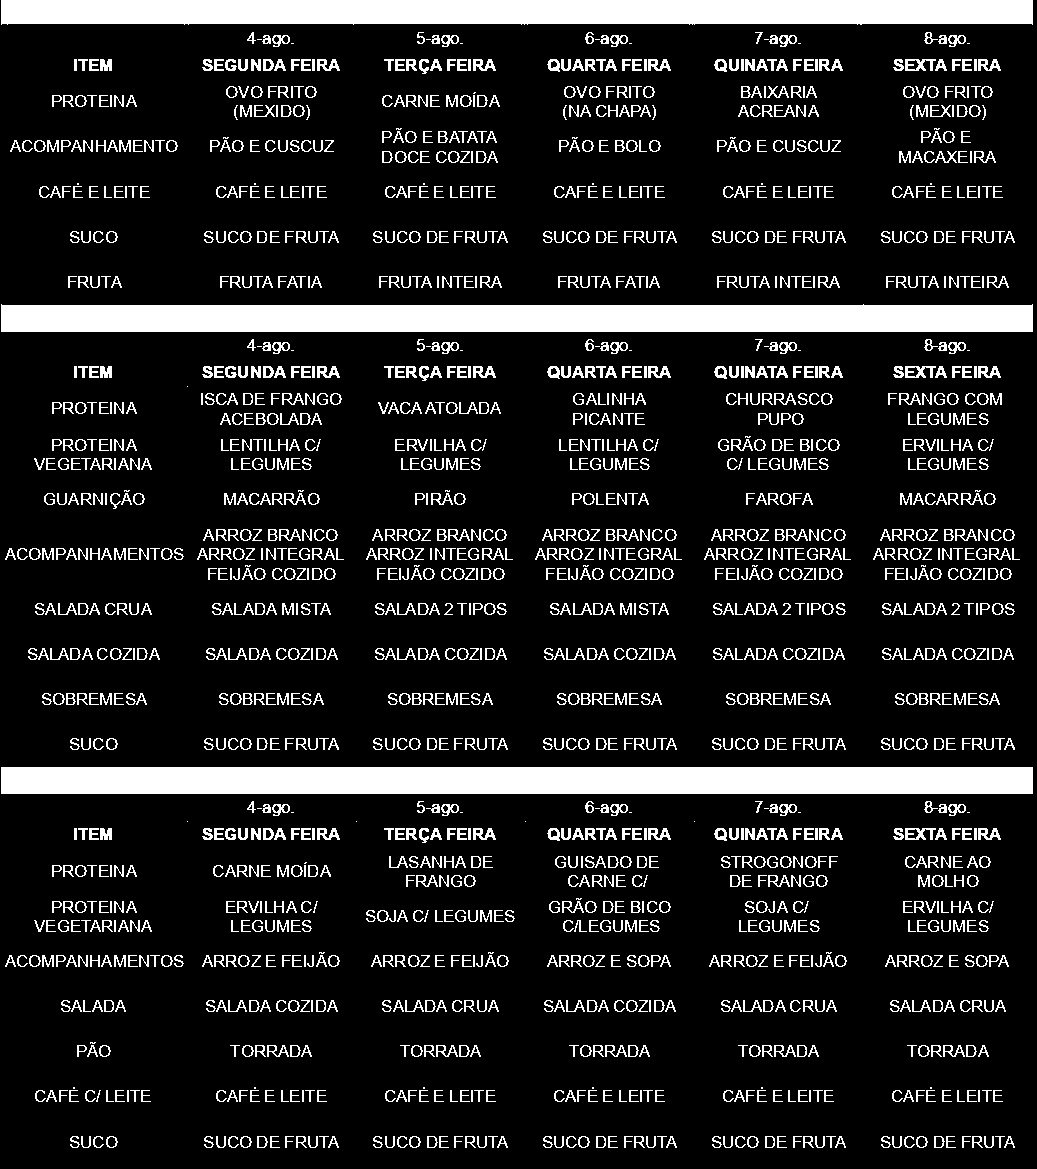 4-ago. 5-ago. 6-ago. 7-ago. 8-ago.
ITEM SEGUNDA FEIRA TERÇA FEIRA QUARTA FEIRA QUINATA FEIRA SEXTA FEIRA
PROTEINA OVO FRITO (MEXIDO) CARNE MOÍDA OVO FRITO (NA CHAPA) BAIXARIA ACREANA OVO FRITO (MEXIDO)
ACOMPANHAMENTO PÃO E CUSCUZ PÃO E BATATA DOCE COZIDA PÃO E BOLO PÃO E CUSCUZ PÃO E MACAXEIRA
CAFÉ E LEITE CAFÉ E LEITE CAFÉ E LEITE CAFÉ E LEITE CAFÉ E LEITE CAFÉ E LEITE
SUCO SUCO DE FRUTA SUCO DE FRUTA SUCO DE FRUTA SUCO DE FRUTA SUCO DE FRUTA
FRUTA FRUTA FATIA FRUTA INTEIRA FRUTA FATIA FRUTA INTEIRA FRUTA INTEIRA
4-ago. 5-ago. 6-ago. 7-ago. 8-ago.
ITEM SEGUNDA FEIRA TERÇA FEIRA QUARTA FEIRA QUINATA FEIRA SEXTA FEIRA
PROTEINA ISCA DE FRANGO ACEBOLADA VACA ATOLADA GALINHA PICANTE CHURRASCO PUPO FRANGO COM LEGUMES
PROTEINA VEGETARIANA LENTILHA C/ LEGUMES ERVILHA C/ LEGUMES LENTILHA C/ LEGUMES GRÃO DE BICO C/ LEGUMES ERVILHA C/ LEGUMES
GUARNIÇÃO MACARRÃO PIRÃO POLENTA FAROFA MACARRÃO
ACOMPANHAMENTOS ARROZ BRANCO ARROZ INTEGRAL FEIJÃO COZIDO ARROZ BRANCO ARROZ INTEGRAL FEIJÃO COZIDO ARROZ BRANCO ARROZ INTEGRAL FEIJÃO COZIDO ARROZ BRANCO ARROZ INTEGRAL FEIJÃO COZIDO ARROZ BRANCO ARROZ INTEGRAL FEIJÃO COZIDO
SALADA CRUA SALADA MISTA SALADA 2 TIPOS SALADA MISTA SALADA 2 TIPOS SALADA 2 TIPOS
SALADA COZIDA SALADA COZIDA SALADA COZIDA SALADA COZIDA SALADA COZIDA SALADA COZIDA
SOBREMESA SOBREMESA SOBREMESA SOBREMESA SOBREMESA SOBREMESA
SUCO SUCO DE FRUTA SUCO DE FRUTA SUCO DE FRUTA SUCO DE FRUTA SUCO DE FRUTA
4-ago. 5-ago. 6-ago. 7-ago. 8-ago.
ITEM SEGUNDA FEIRA TERÇA FEIRA QUARTA FEIRA QUINATA FEIRA SEXTA FEIRA
PROTEINA CARNE MOÍDA LASANHA DE FRANGO GUISADO DE CARNE C/ STROGONOFF DE FRANGO CARNE AO MOLHO
PROTEINA VEGETARIANA ERVILHA C/ LEGUMES SOJA C/ LEGUMES GRÃO DE BICO C/LEGUMES SOJA C/ LEGUMES ERVILHA C/ LEGUMES
ACOMPANHAMENTOS ARROZ E FEIJÃO ARROZ E FEIJÃO ARROZ E SOPA ARROZ E FEIJÃO ARROZ E SOPA
SALADA SALADA COZIDA SALADA CRUA SALADA COZIDA SALADA CRUA SALADA CRUA
PÃO TORRADA TORRADA TORRADA TORRADA TORRADA
CAFÉ C/ LEITE CAFÉ E LEITE CAFÉ E LEITE CAFÉ E LEITE CAFÉ E LEITE CAFÉ E LEITE
SUCO SUCO DE FRUTA SUCO DE FRUTA SUCO DE FRUTA SUCO DE FRUTA SUCO DE FRUTA